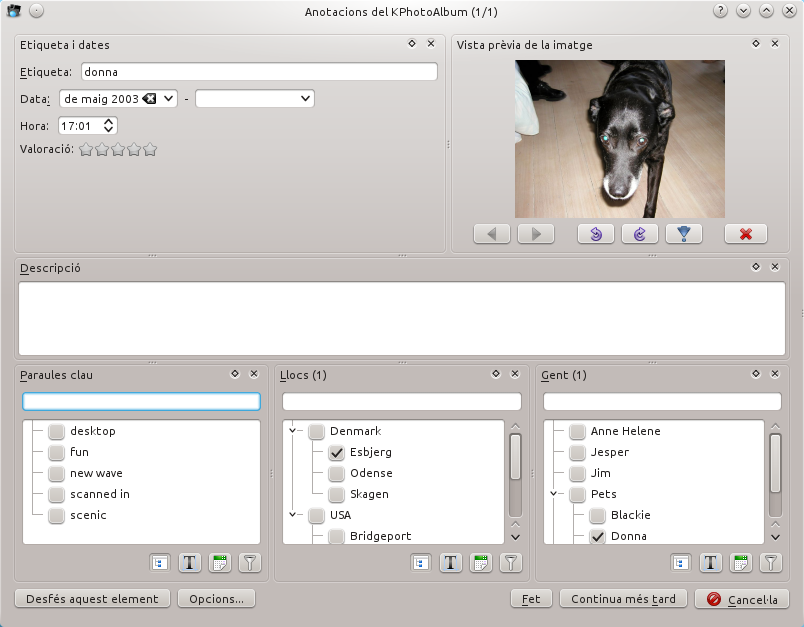 Anotacions del KPhotoAlbum (1/1)
Etiqueta i dates
Etiqueta: donna
Data: de maig 2003 -
Hora: 17:01
Valoració:
Vista prèvia de la imatge
Descripció
Paraules clau
desktop
fun
new wave
scanned in
scenic
Llocs (1)
Denmark
Esbjerg
Odense
Skagen
USA
Bridgeport
Gent (1)
Anne Helene
Jesper
Jim
Pets
Blackie
Donna
Desfés aquest element Opcions... Fet Continua més tard Cancel·la